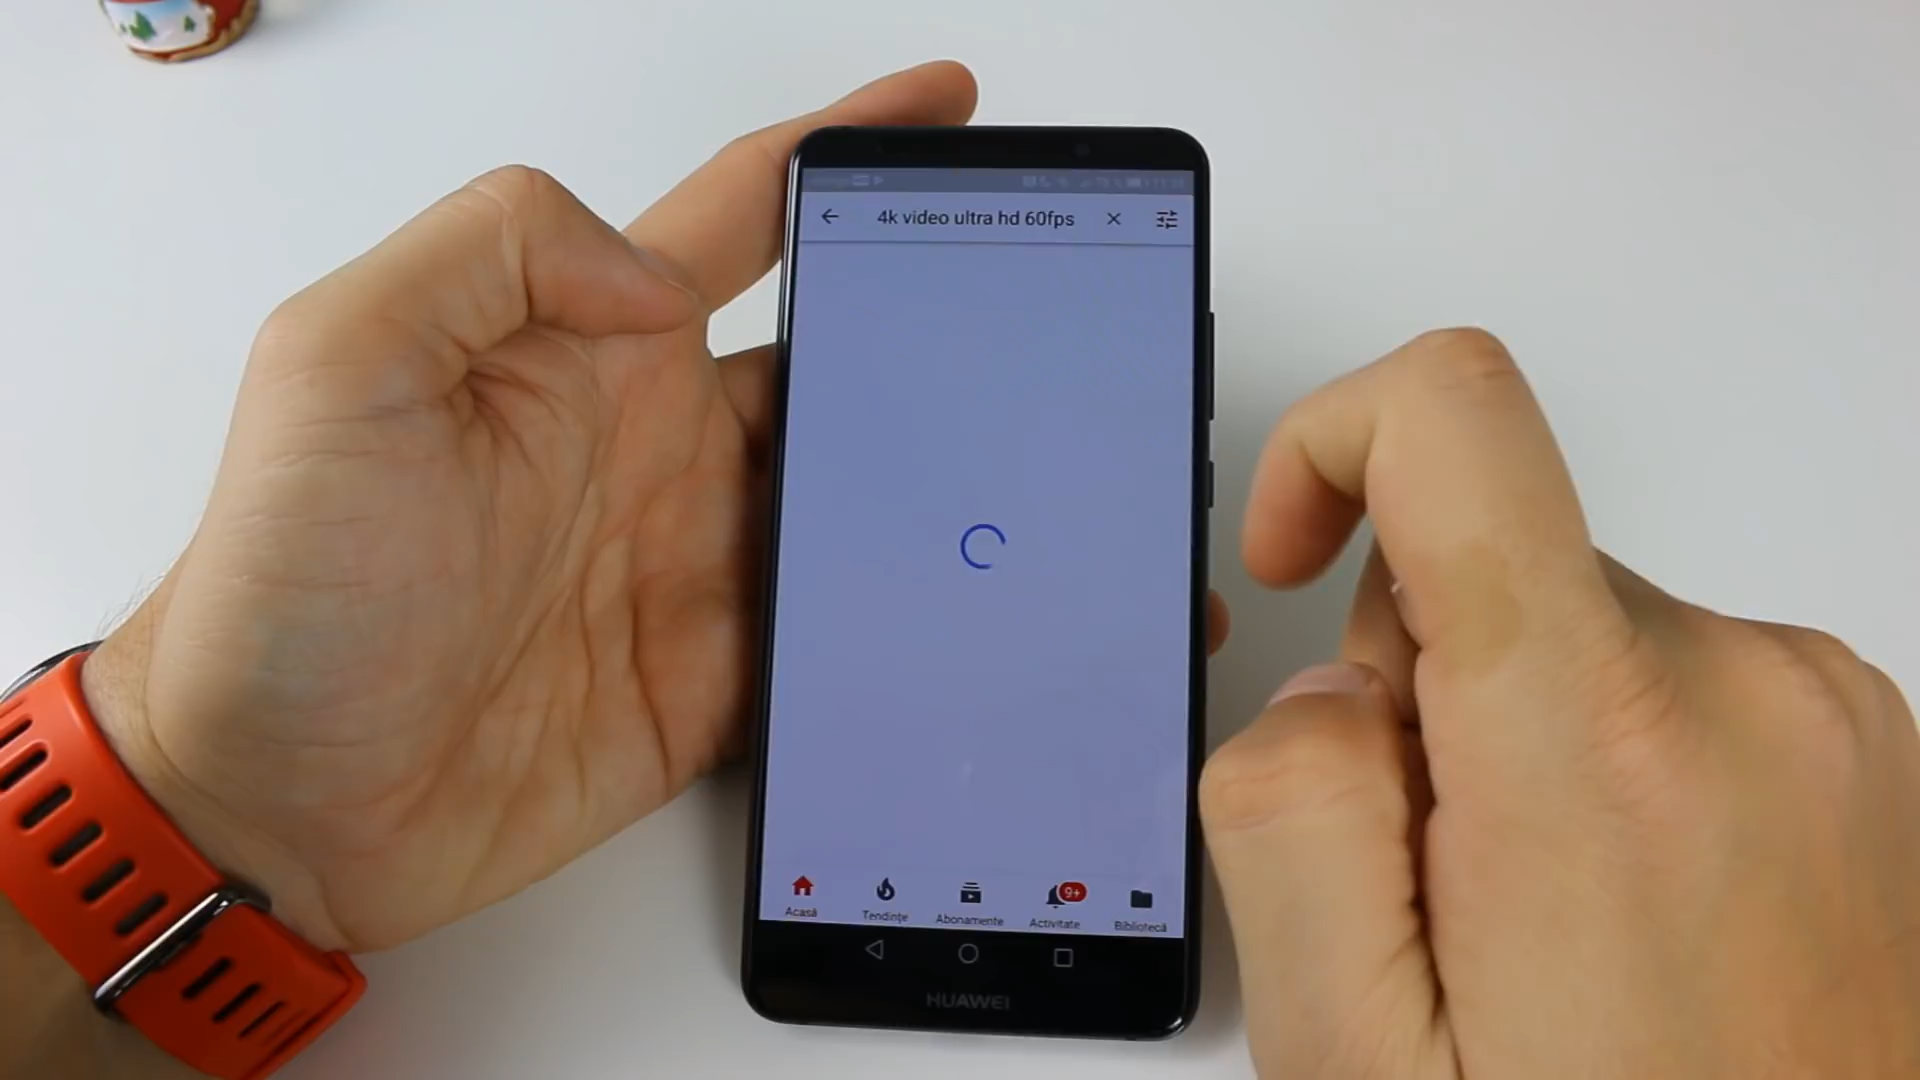 4k video ultra hd 60fps
9+
Acasă
Tendințe
Abonamente
Activitate
Bibliotecă
HUAWEI